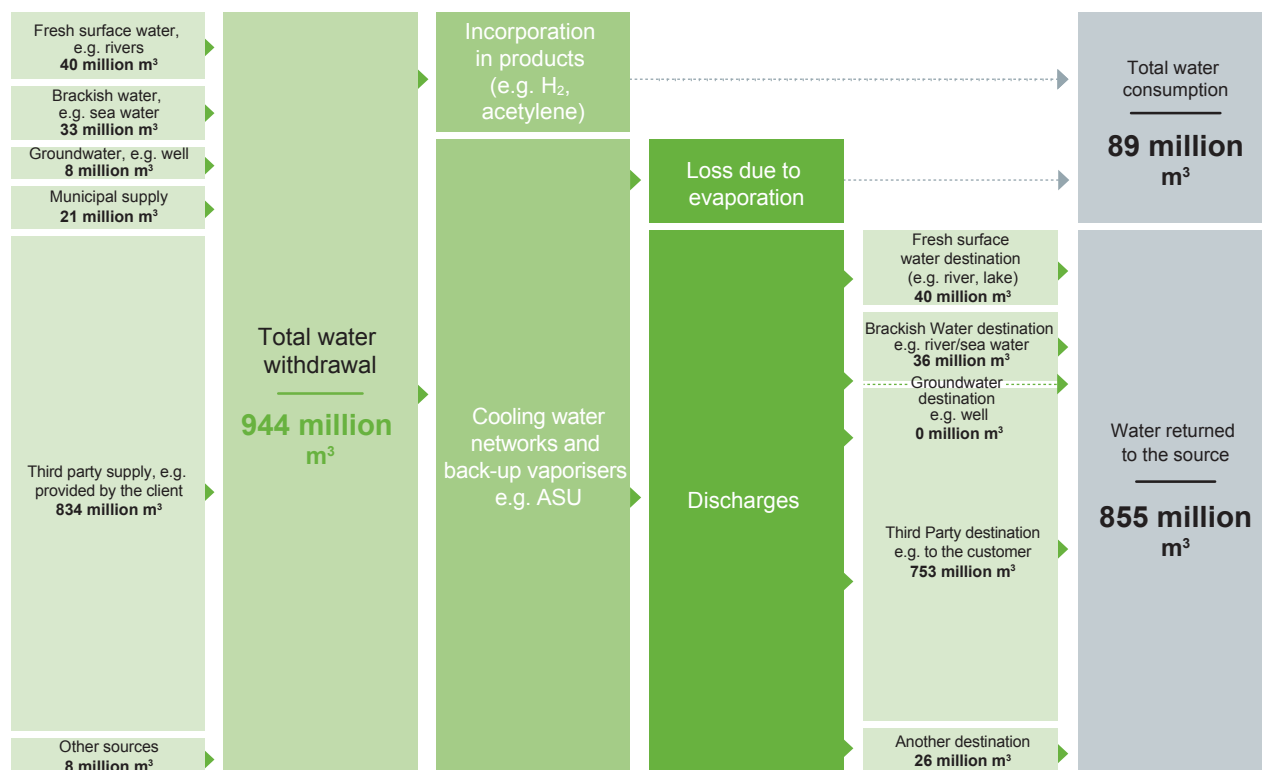 Fresh surface water,
e.g. rivers
40 million m³
Brackish water,
e.g. sea water
33 million m³
Groundwater, e.g. well
8 million m³
Municipal supply
21 million m³
Third party supply, e.g.
provided by the client
834 million m³
Other sources
8 million m³
Total water
withdrawal
944 million
m³
Incorporation
in products
(e.g. H₂,
acetylene)
Cooling water
networks and
back-up vaporisers
e.g. ASU
Loss due to
evaporation
Discharges
Fresh surface
water destination
(e.g. river, lake)
40 million m³
Brackish Water destination
e.g. river/sea water
36 million m³
Groundwater
destination
e.g. well
0 million m³
Third Party destination
e.g. to the customer
753 million m³
Another destination
26 million m³
Total water
consumption
89 million
m³
Water returned
to the source
855 million
m³